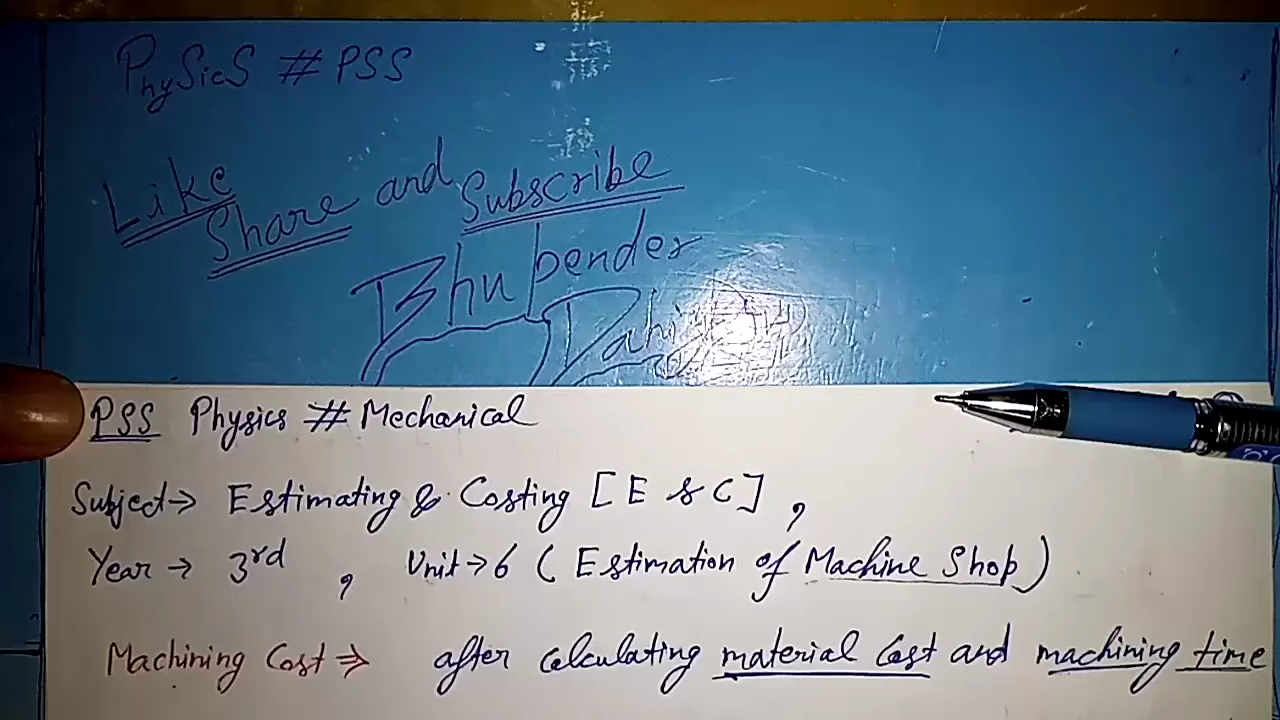 Physics # PSS
Like
Share and Subscribe
Bhupender
Dahiya
PSS Physics # Mechanical
Subject → Estimating & Costing [E & C] ,
Year → 3rd , Unit → 6 ( Estimation of Machine Shop )
Machining Cost ⇒ after calculating material cost and machining time